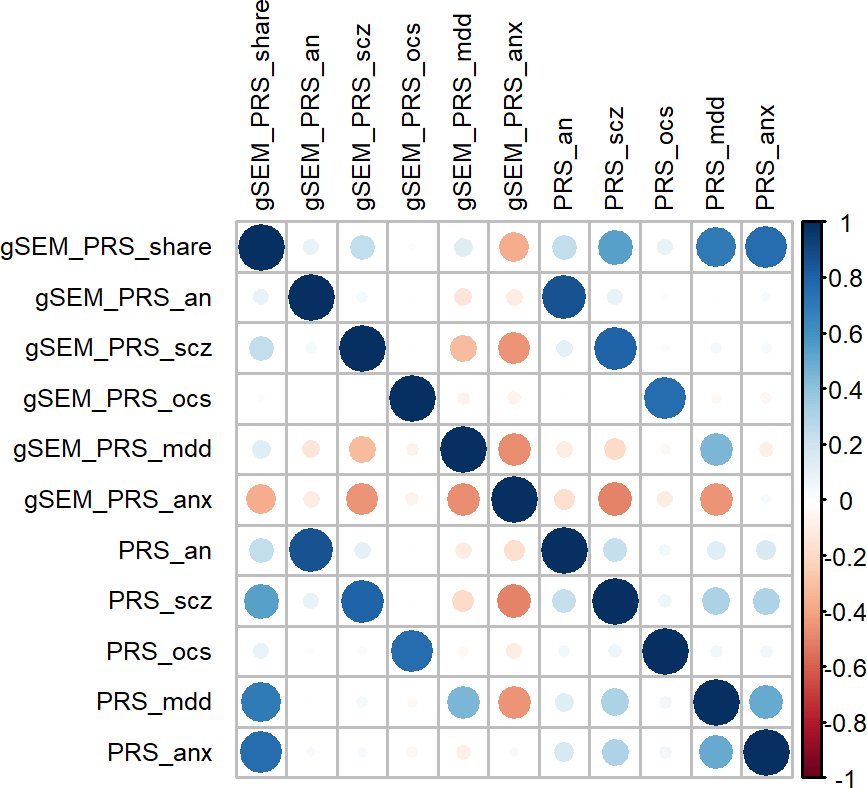 gSEM_PRS_share
gSEM_PRS_an
gSEM_PRS_scz
gSEM_PRS_ocs
gSEM_PRS_mdd
gSEM_PRS_anx
PRS_an
PRS_scz
PRS_ocs
PRS_mdd
PRS_anx
gSEM_PRS_share
gSEM_PRS_an
gSEM_PRS_scz
gSEM_PRS_ocs
gSEM_PRS_mdd
gSEM_PRS_anx
PRS_an
PRS_scz
PRS_ocs
PRS_mdd
PRS_anx
1
0.8
0.6
0.4
0.2
0
-0.2
-0.4
-0.6
-0.8
-1